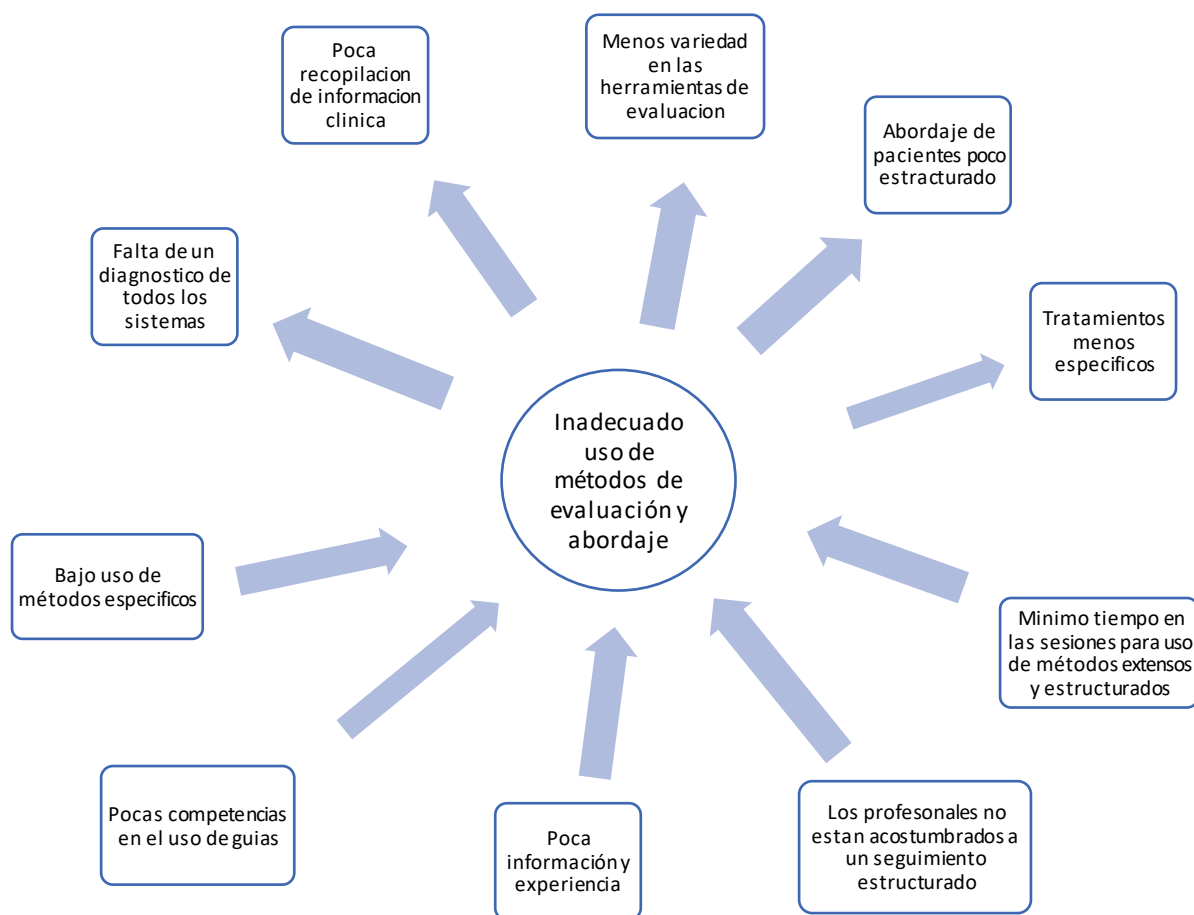 Poca
recopilacion
de informacion
clinica
Menos variedad
en las
herramientas de
evaluacion
Abordaje de
pacientes poco
estracturado
Falta de un
diagnostico de
todos los
sistemas
Tratamientos
menos
especificos
Inadecuado
uso de
métodos de
evaluación y
abordaje
Bajo uso de
métodos especificos
Minimo tiempo en
las sesiones para uso
de métodos extensos
y estructurados
Pocas competencias
en el uso de guias
Poca
información y
experiencia
Los profesonales no
estan acostumbrados a
un seguimiento
estructurado